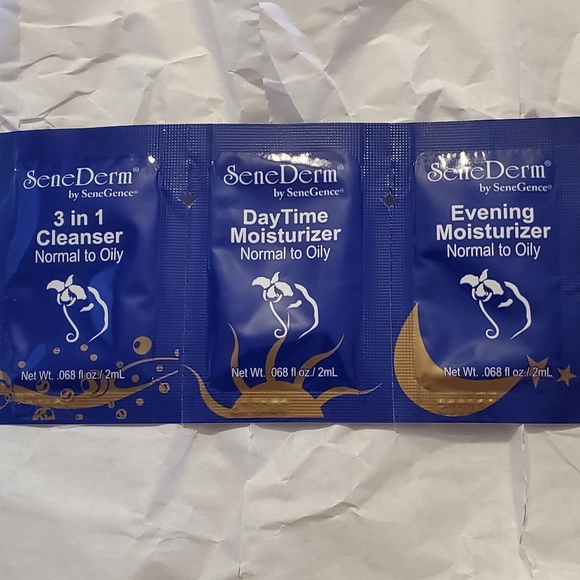 SeneDerm®
by SeneGence®
3 in 1
Cleanser
Normal to Oily
Net Wt. .068 fl oz./ 2mL
SeneDerm®
by SeneGence®
DayTime
Moisturizer
Normal to Oily
Net Wt. .068 fl oz./ 2mL
SeneDerm®
by SeneGence®
Evening
Moisturizer
Normal to Oily
Net Wt. .068 fl oz./ 2mL